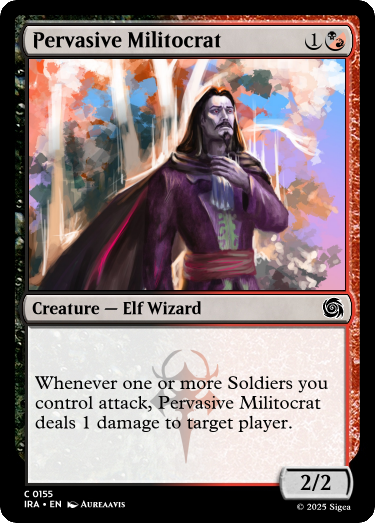 Pervasive Militocrat 1
Creature — Elf Wizard
Whenever one or more Soldiers you
control attack, Pervasive Militocrat
deals 1 damage to target player.
2/2
C 0155
IRA • EN Aureaavis
© 2025 Sigea